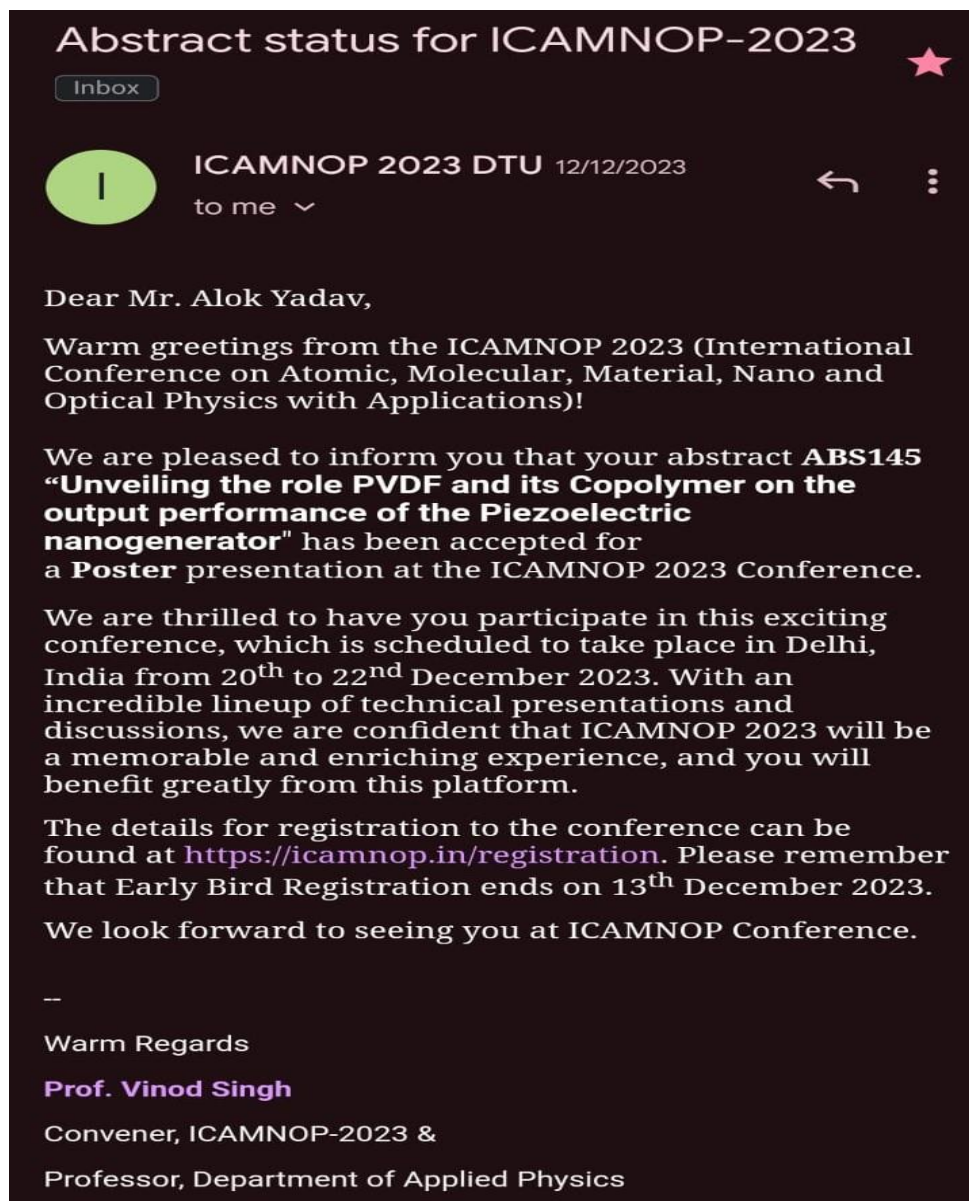 Abstract status for ICAMNOP-2023
Inbox
I
ICAMNOP 2023 DTU 12/12/2023
to me
Dear Mr. Alok Yadav,
Warm greetings from the ICAMNOP 2023 (International
Conference on Atomic, Molecular, Material, Nano and
Optical Physics with Applications)!
We are pleased to inform you that your abstract ABS145
“Unveiling the role PVDF and its Copolymer on the
output performance of the Piezoelectric
nanogenerator" has been accepted for
a Poster presentation at the ICAMNOP 2023 Conference.
We are thrilled to have you participate in this exciting
conference, which is scheduled to take place in Delhi,
India from 20th to 22nd December 2023. With an
incredible lineup of technical presentations and
discussions, we are confident that ICAMNOP 2023 will be
a memorable and enriching experience, and you will
benefit greatly from this platform.
The details for registration to the conference can be
found at https://icamnop.in/registration. Please remember
that Early Bird Registration ends on 13th December 2023.
We look forward to seeing you at ICAMNOP Conference.
--
Warm Regards
Prof. Vinod Singh
Convener, ICAMNOP-2023 &
Professor, Department of Applied Physics